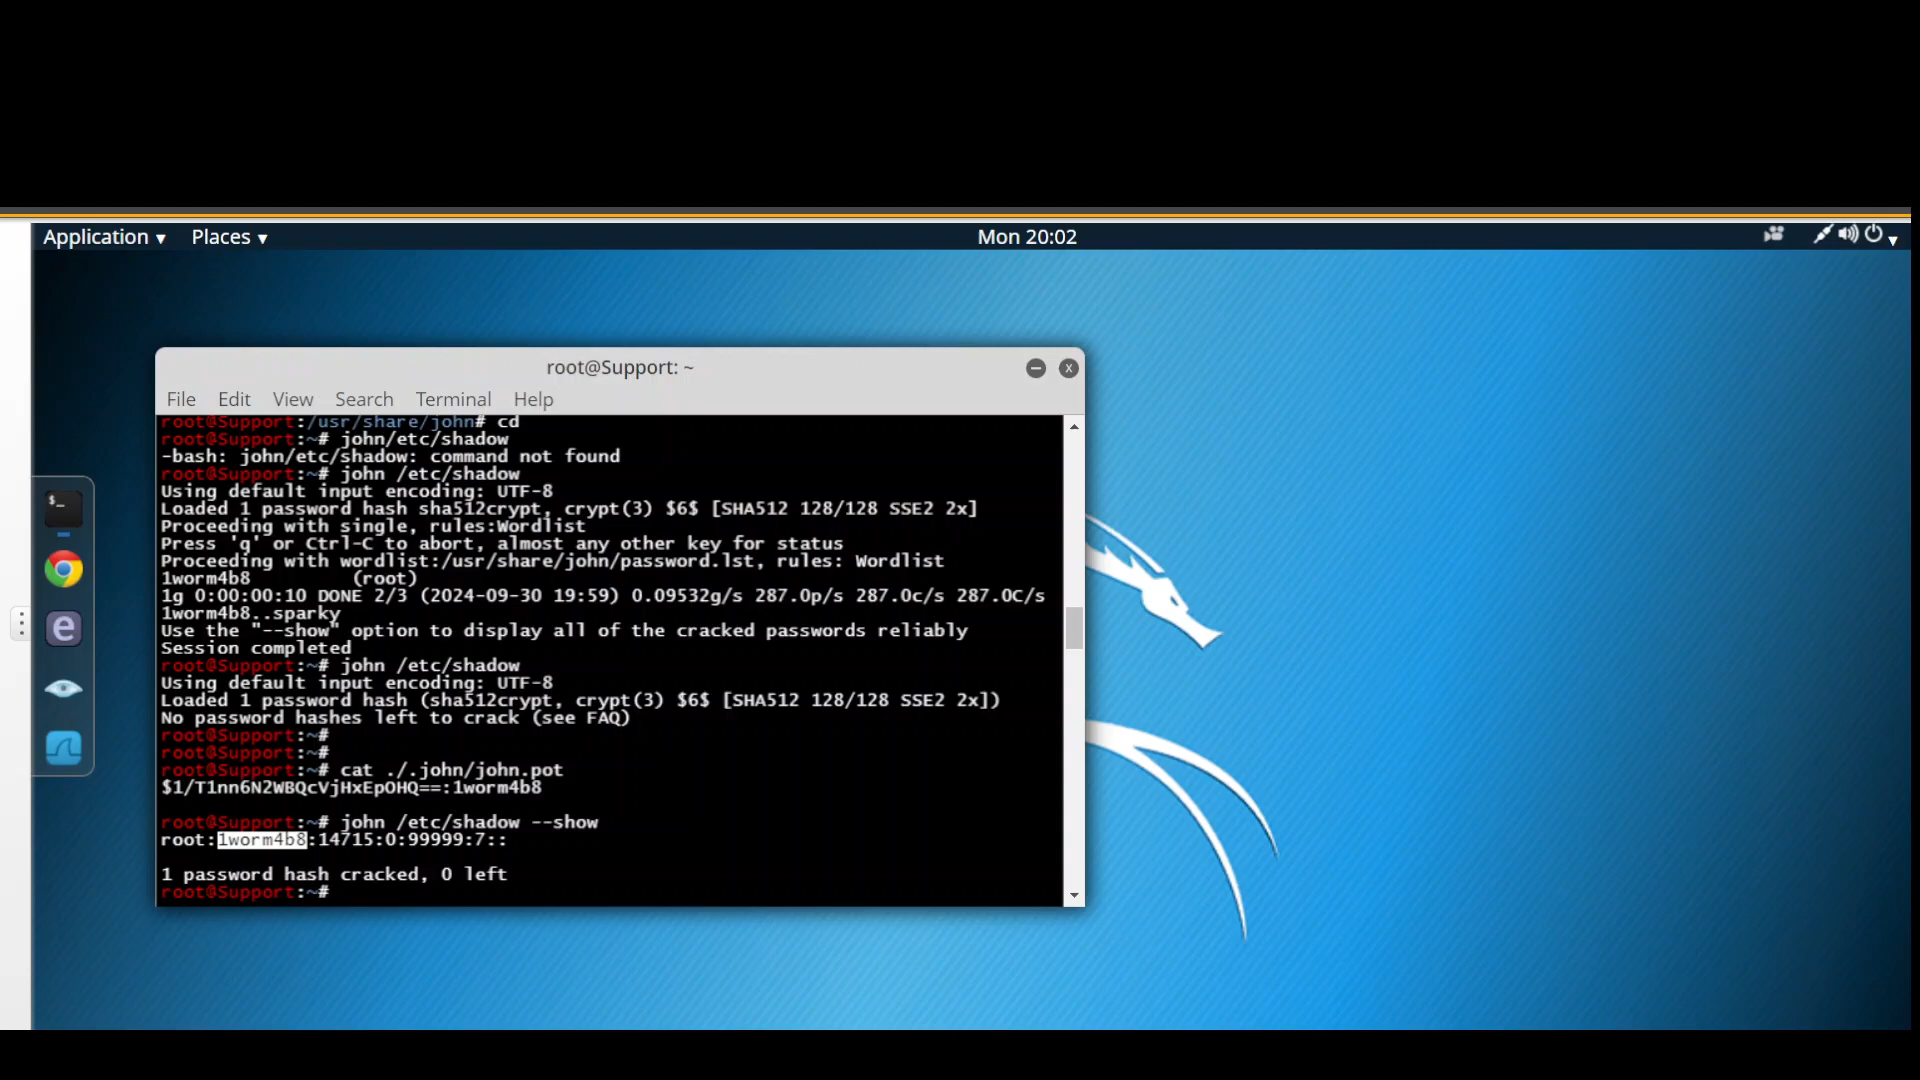 Application ▾ Places ▾ Mon 20:02
root@Support: ~
File Edit View Search Terminal Help
root@Support:/usr/share/john# cd
root@Support:~# john/etc/shadow
-bash: john/etc/shadow: command not found
root@Support:~# john /etc/shadow
Using default input encoding: UTF-8
Loaded 1 password hash sha512crypt, crypt(3) $6$ [SHA512 128/128 SSE2 2x]
Proceeding with single, rules:Wordlist
Press 'q' or Ctrl-C to abort, almost any other key for status
Proceeding with wordlist:/usr/share/john/password.lst, rules: Wordlist
1worm4b8 (root)
1g 0:00:00:10 DONE 2/3 (2024-09-30 19:59) 0.09532g/s 287.0p/s 287.0c/s 287.0C/s
1worm4b8..sparky
Use the "--show" option to display all of the cracked passwords reliably
Session completed
root@Support:~# john /etc/shadow
Using default input encoding: UTF-8
Loaded 1 password hash (sha512crypt, crypt(3) $6$ [SHA512 128/128 SSE2 2x])
No password hashes left to crack (see FAQ)
root@Support:~#
root@Support:~#
root@Support:~# cat ./.john/john.pot
$1/T1nn6N2WBQcVjHxEpOHQ==:1worm4b8
root@Support:~# john /etc/shadow --show
root:1worm4b8:14715:0:99999:7::
1 password hash cracked, 0 left
root@Support:~#
$_
e